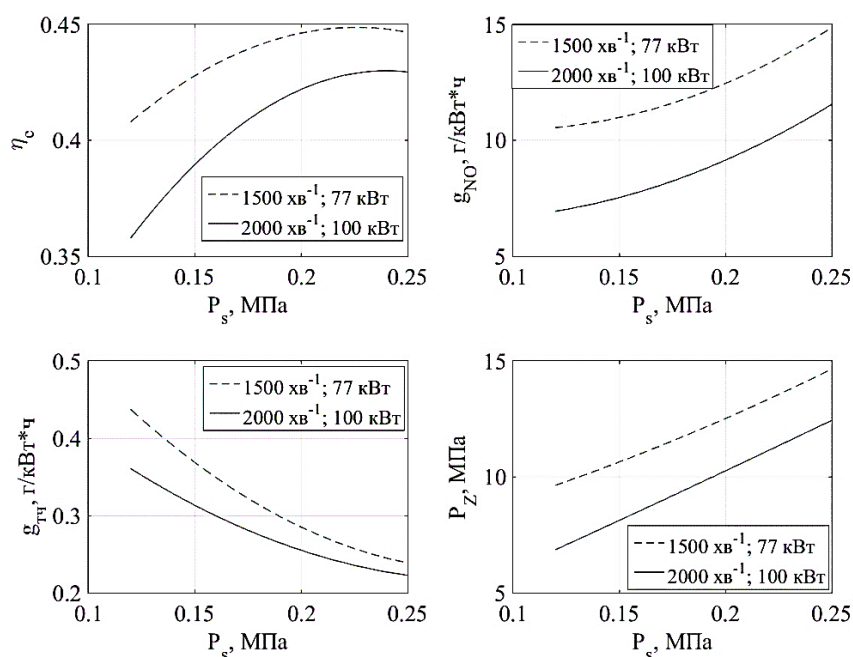 0.45
0.4
0.35
η_c
0.1 0.15 0.2 0.25
P_s, МПа
1500 хв^-1; 77 кВт
2000 хв^-1; 100 кВт
15
10
5
g_NO, г/кВт*ч
0.1 0.15 0.2 0.25
P_s, МПа
1500 хв^-1; 77 кВт
2000 хв^-1; 100 кВт
0.5
0.4
0.3
0.2
g_тч, г/кВт*ч
0.1 0.15 0.2 0.25
P_s, МПа
1500 хв^-1; 77 кВт
2000 хв^-1; 100 кВт
15
10
5
P_Z, МПа
0.1 0.15 0.2 0.25
P_s, МПа
1500 хв^-1; 77 кВт
2000 хв^-1; 100 кВт